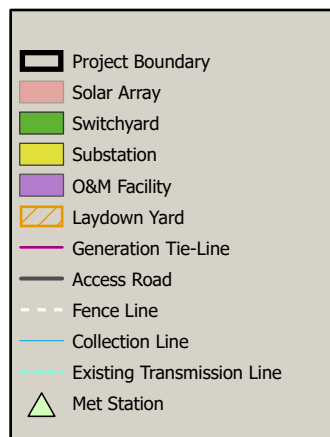 Project Boundary
Solar Array
Switchyard
Substation
O&M Facility
Laydown Yard
Generation Tie-Line
Access Road
Fence Line
Collection Line
Existing Transmission Line
Met Station